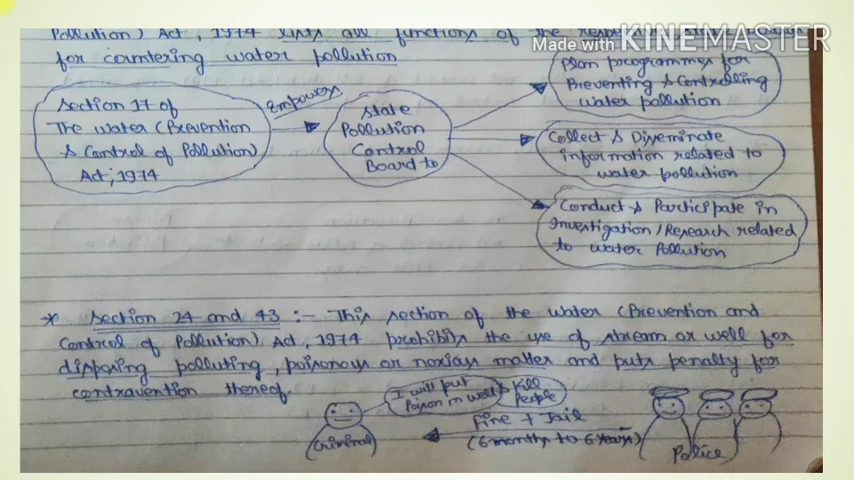 Pollution) Act, 1974 lists all functions of the
Made with KINEMASTER
for countering water pollution
Section 17 of
The Water (Prevention
& Control of Pollution)
Act, 1974
Empowers
State
Pollution
Control
Board to
Plan programmes for
Preventing & Controlling
water pollution
Collect & Disseminate
information related to
water pollution
Conduct & Participate in
Investigation/Research related
to water Pollution
* Section 24 and 43 :- This section of the Water (Prevention and
Control of Pollution) Act, 1974 prohibits the use of stream or well for
disposing polluting, poisonous or noxious matter and puts penalty for
contravention thereof.
I will put
Poison in well
& Kill
People
Criminal
Fine + Jail
(6 months to 6 years)
Police